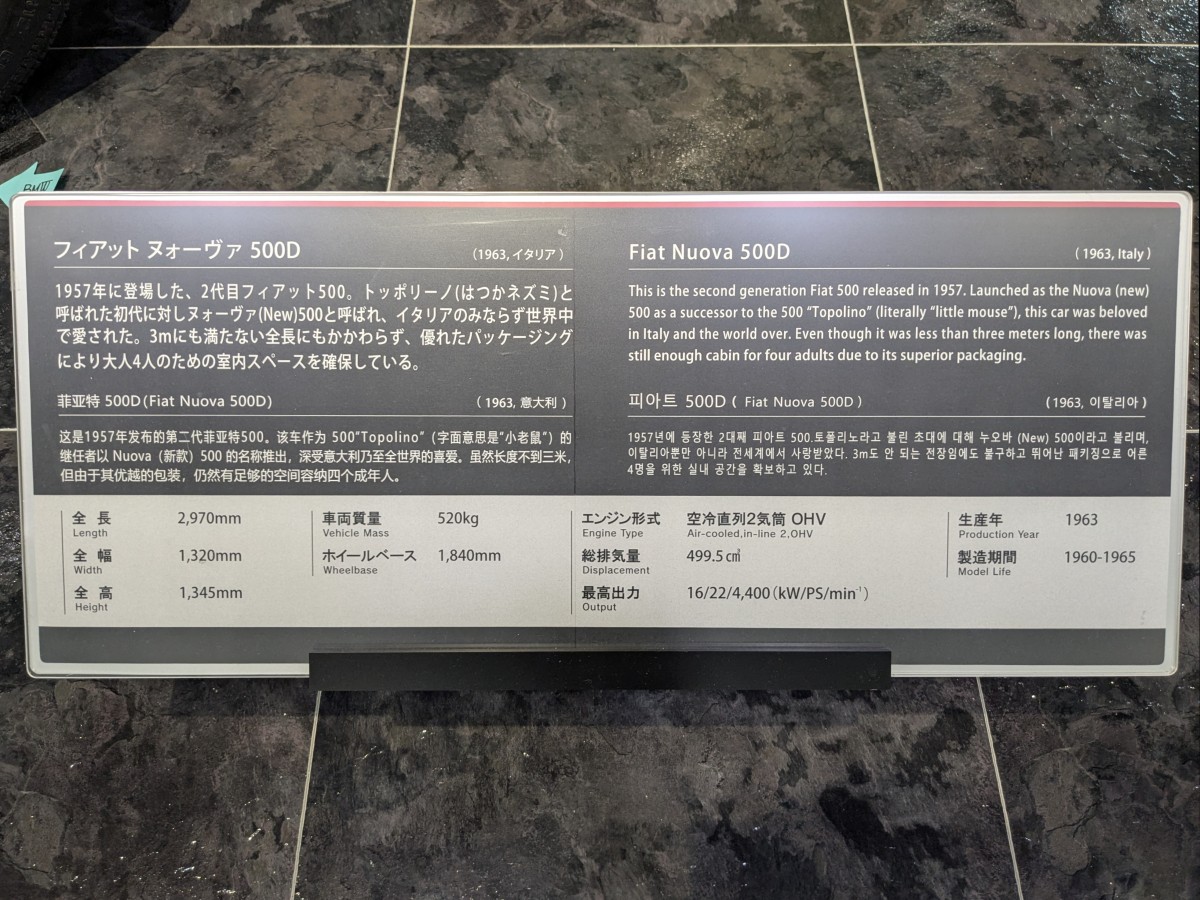 BMW
フィアット ヌォーヴァ 500D
(1963, イタリア)
1957年に登場した、2代目フィアット500。トッポリーノ(はつかネズミ)と
呼ばれた初代に対しヌォーヴァ(New)500と呼ばれ、イタリアのみならず世界中
で愛された。3mにも満たない全長にもかかわらず、優れたパッケージング
により大人4人のための室内スペースを確保している。
Fiat Nuova 500D
(1963, Italy)
This is the second generation Fiat 500 released in 1957. Launched as the Nuova (new)
500 as a successor to the 500 “Topolino” (literally “little mouse”), this car was beloved
in Italy and the world over. Even though it was less than three meters long, there was
still enough cabin for four adults due to its superior packaging.
菲亚特 500D(Fiat Nuova 500D)
(1963, 意大利)
这是1957年发布的第二代菲亚特500。该车作为 500“Topolino”（字面意思是“小老鼠”）的
继任者以 Nuova（新款）500 的名称推出，深受意大利乃至全世界的喜爱。虽然长度不到三米，
但由于其优越的包装，仍然有足够的空间容纳四个成年人。
피아트 500D ( Fiat Nuova 500D )
(1963, 이탈리아)
1957년에 등장한 2대째 피아트 500.토폴리노라고 불린 초대에 대해 누오바 (New) 500이라고 불리며,
이탈리아뿐만 아니라 전세계에서 사랑받았다. 3m도 안 되는 전장임에도 불구하고 뛰어난 패키징으로 어른
4명을 위한 실내 공간을 확보하고 있다.
全 長 2,970mm
Length
全 幅 1,320mm
Width
全 高 1,345mm
Height
車両質量 520kg
Vehicle Mass
ホイールベース 1,840mm
Wheelbase
エンジン形式 空冷直列2気筒 OHV
Engine Type Air-cooled,in-line 2,OHV
総排気量 499.5㎤
Displacement
最高出力 16/22/4,400(kW/PS/min⁻¹)
Output
生産年 1963
Production Year
製造期間 1960-1965
Model Life